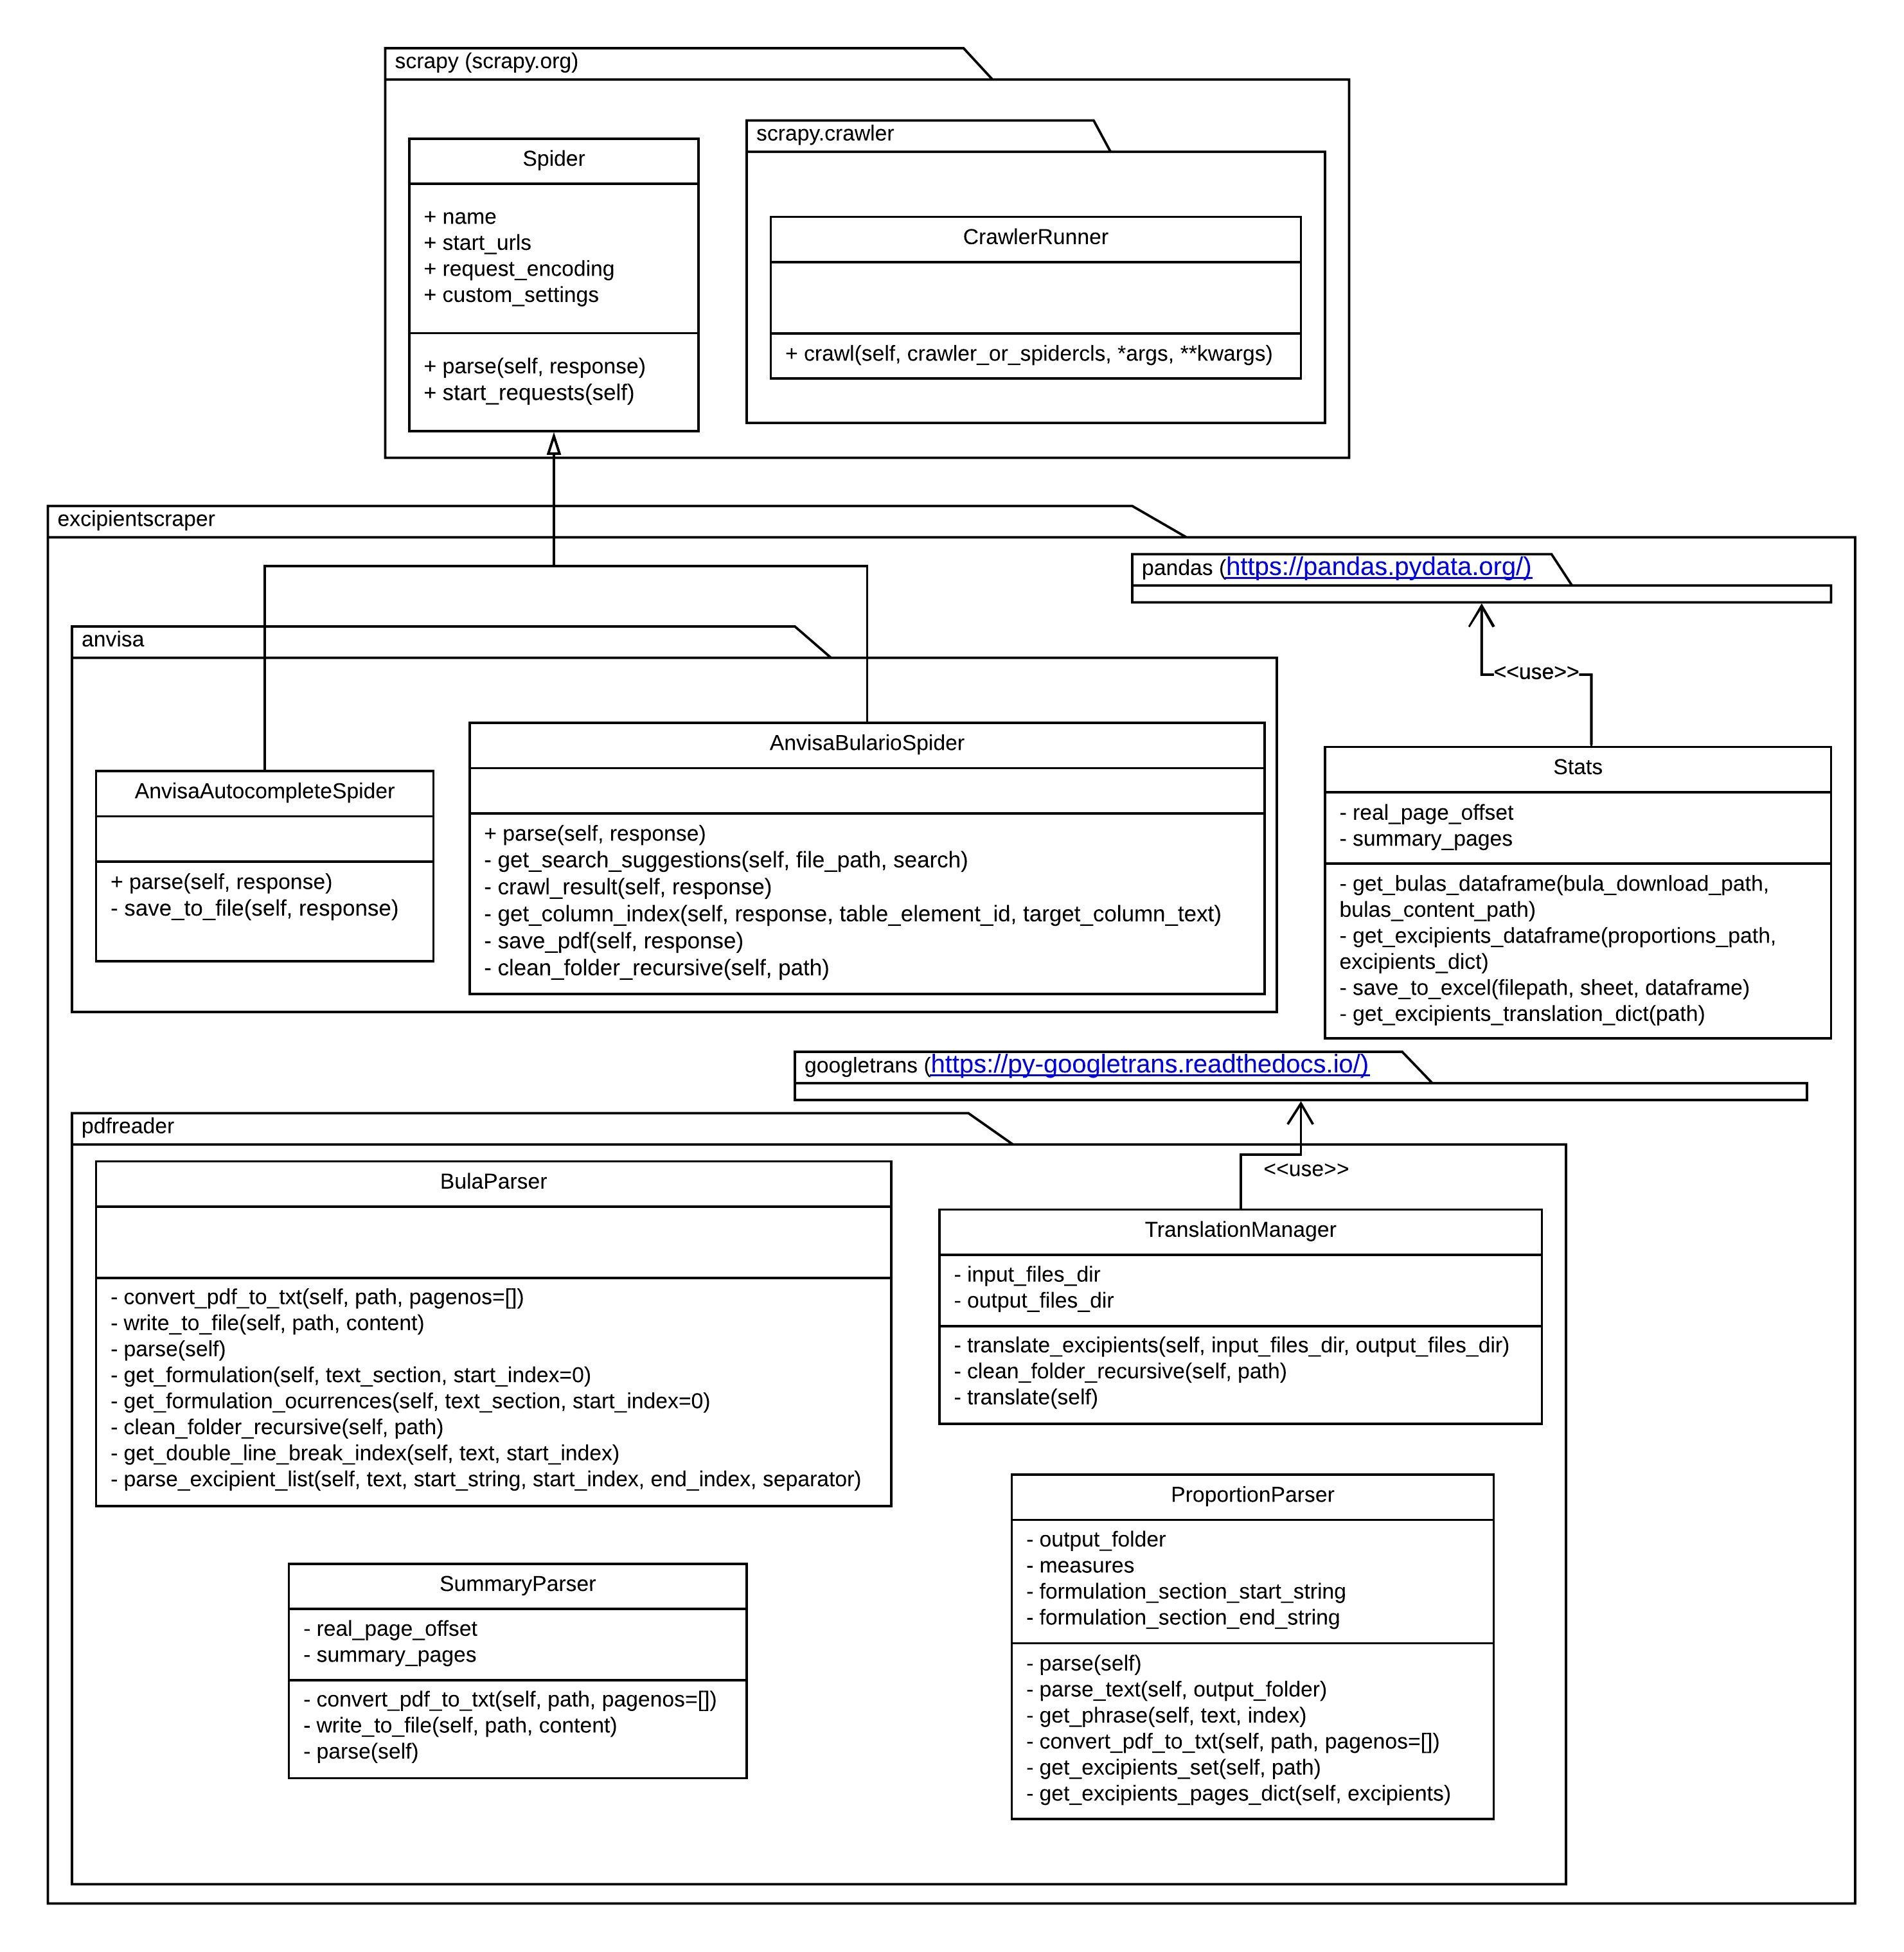 scrapy (scrapy.org)
Spider
+ name
+ start_urls
+ request_encoding
+ custom_settings
+ parse(self, response)
+ start_requests(self)
scrapy.crawler
CrawlerRunner
+ crawl(self, crawler_or_spidercls, *args, **kwargs)
excipientscraper
pandas (https://pandas.pydata.org/)
<<use>>
anvisa
AnvisaAutocompleteSpider
+ parse(self, response)
- save_to_file(self, response)
AnvisaBularioSpider
+ parse(self, response)
- get_search_suggestions(self, file_path, search)
- crawl_result(self, response)
- get_column_index(self, response, table_element_id, target_column_text)
- save_pdf(self, response)
- clean_folder_recursive(self, path)
Stats
- real_page_offset
- summary_pages
- get_bulas_dataframe(bula_download_path,
bulas_content_path)
- get_excipients_dataframe(proportions_path,
excipients_dict)
- save_to_excel(filepath, sheet, dataframe)
- get_excipients_translation_dict(path)
googletrans (https://py-googletrans.readthedocs.io/)
<<use>>
pdfreader
BulaParser
- convert_pdf_to_txt(self, path, pagenos=[])
- write_to_file(self, path, content)
- parse(self)
- get_formulation(self, text_section, start_index=0)
- get_formulation_ocurrences(self, text_section, start_index=0)
- clean_folder_recursive(self, path)
- get_double_line_break_index(self, text, start_index)
- parse_excipient_list(self, text, start_string, start_index, end_index, separator)
TranslationManager
- input_files_dir
- output_files_dir
- translate_excipients(self, input_files_dir, output_files_dir)
- clean_folder_recursive(self, path)
- translate(self)
SummaryParser
- real_page_offset
- summary_pages
- convert_pdf_to_txt(self, path, pagenos=[])
- write_to_file(self, path, content)
- parse(self)
ProportionParser
- output_folder
- measures
- formulation_section_start_string
- formulation_section_end_string
- parse(self)
- parse_text(self, output_folder)
- get_phrase(self, text, index)
- convert_pdf_to_txt(self, path, pagenos=[])
- get_excipients_set(self, path)
- get_excipients_pages_dict(self, excipients)